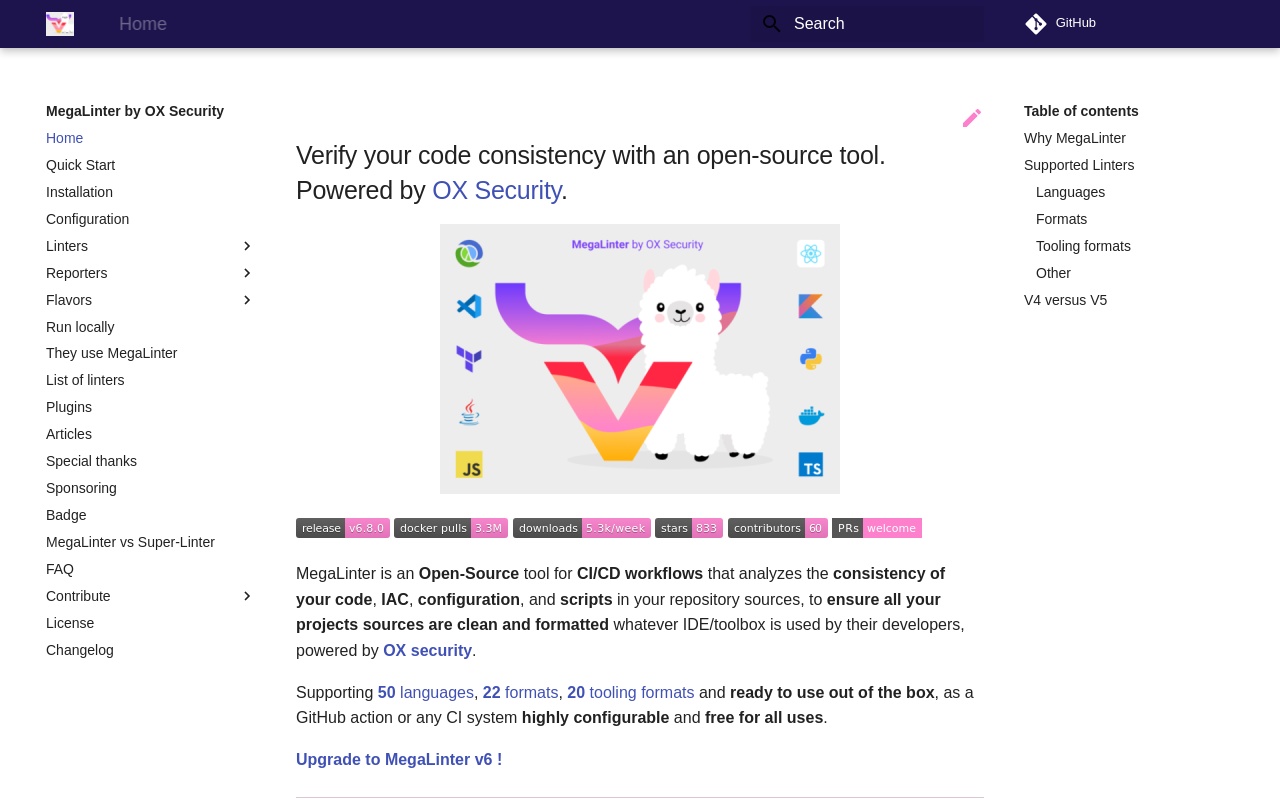 Home
Search
GitHub
MegaLinter by OX Security
Home
Quick Start
Installation
Configuration
Linters
Reporters
Flavors
Run locally
They use MegaLinter
List of linters
Plugins
Articles
Special thanks
Sponsoring
Badge
MegaLinter vs Super-Linter
FAQ
Contribute
License
Changelog
Verify your code consistency with an open-source tool.
Powered by OX Security.
MegaLinter by OX Security
JS
TS
release v6.8.0 docker pulls 3.3M downloads 5.3k/week stars 833 contributors 60 PRs welcome
MegaLinter is an Open-Source tool for CI/CD workflows that analyzes the consistency of
your code, IAC, configuration, and scripts in your repository sources, to ensure all your
projects sources are clean and formatted whatever IDE/toolbox is used by their developers,
powered by OX security.
Supporting 50 languages, 22 formats, 20 tooling formats and ready to use out of the box, as a
GitHub action or any CI system highly configurable and free for all uses.
Upgrade to MegaLinter v6 !
Table of contents
Why MegaLinter
Supported Linters
Languages
Formats
Tooling formats
Other
V4 versus V5